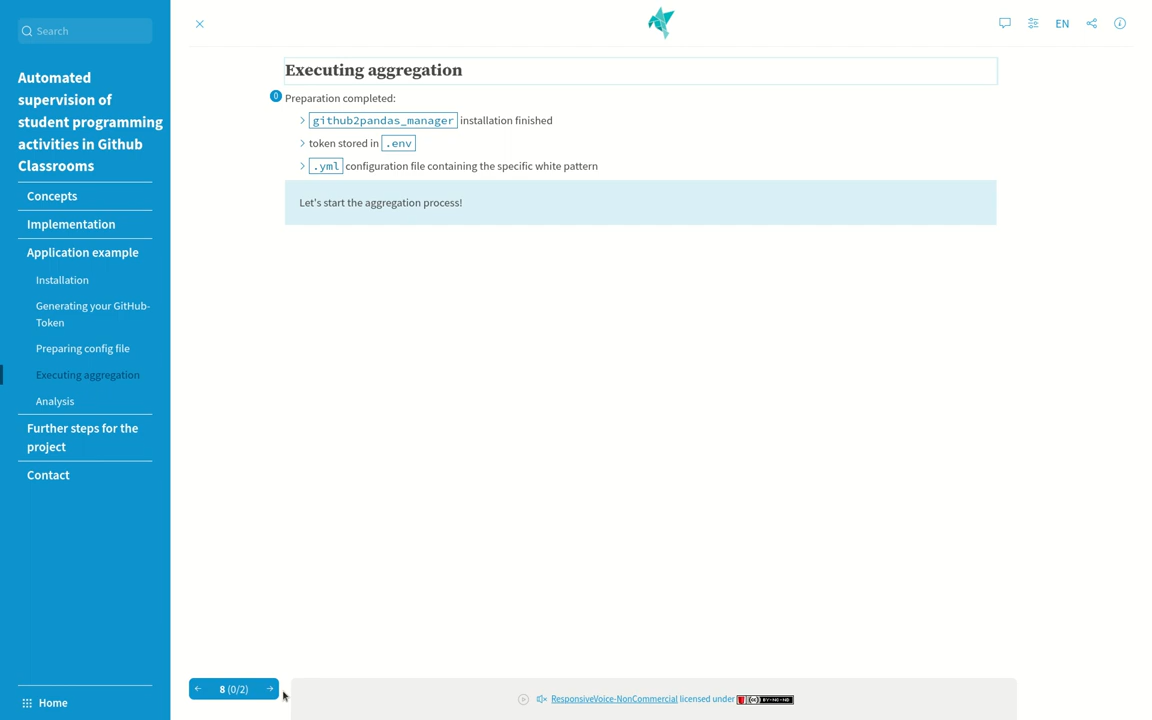 Search
Automated
supervision of
student programming
activities in Github
Classrooms
Concepts
Implementation
Application example
Installation
Generating your GitHub-
Token
Preparing config file
Executing aggregation
Analysis
Further steps for the
project
Contact
Home
EN
Executing aggregation
0
Preparation completed:
github2pandas_manager installation finished
token stored in .env
.yml configuration file containing the specific white pattern
Let's start the aggregation process!
8 (0/2)
ResponsiveVoice-NonCommercial licensed under